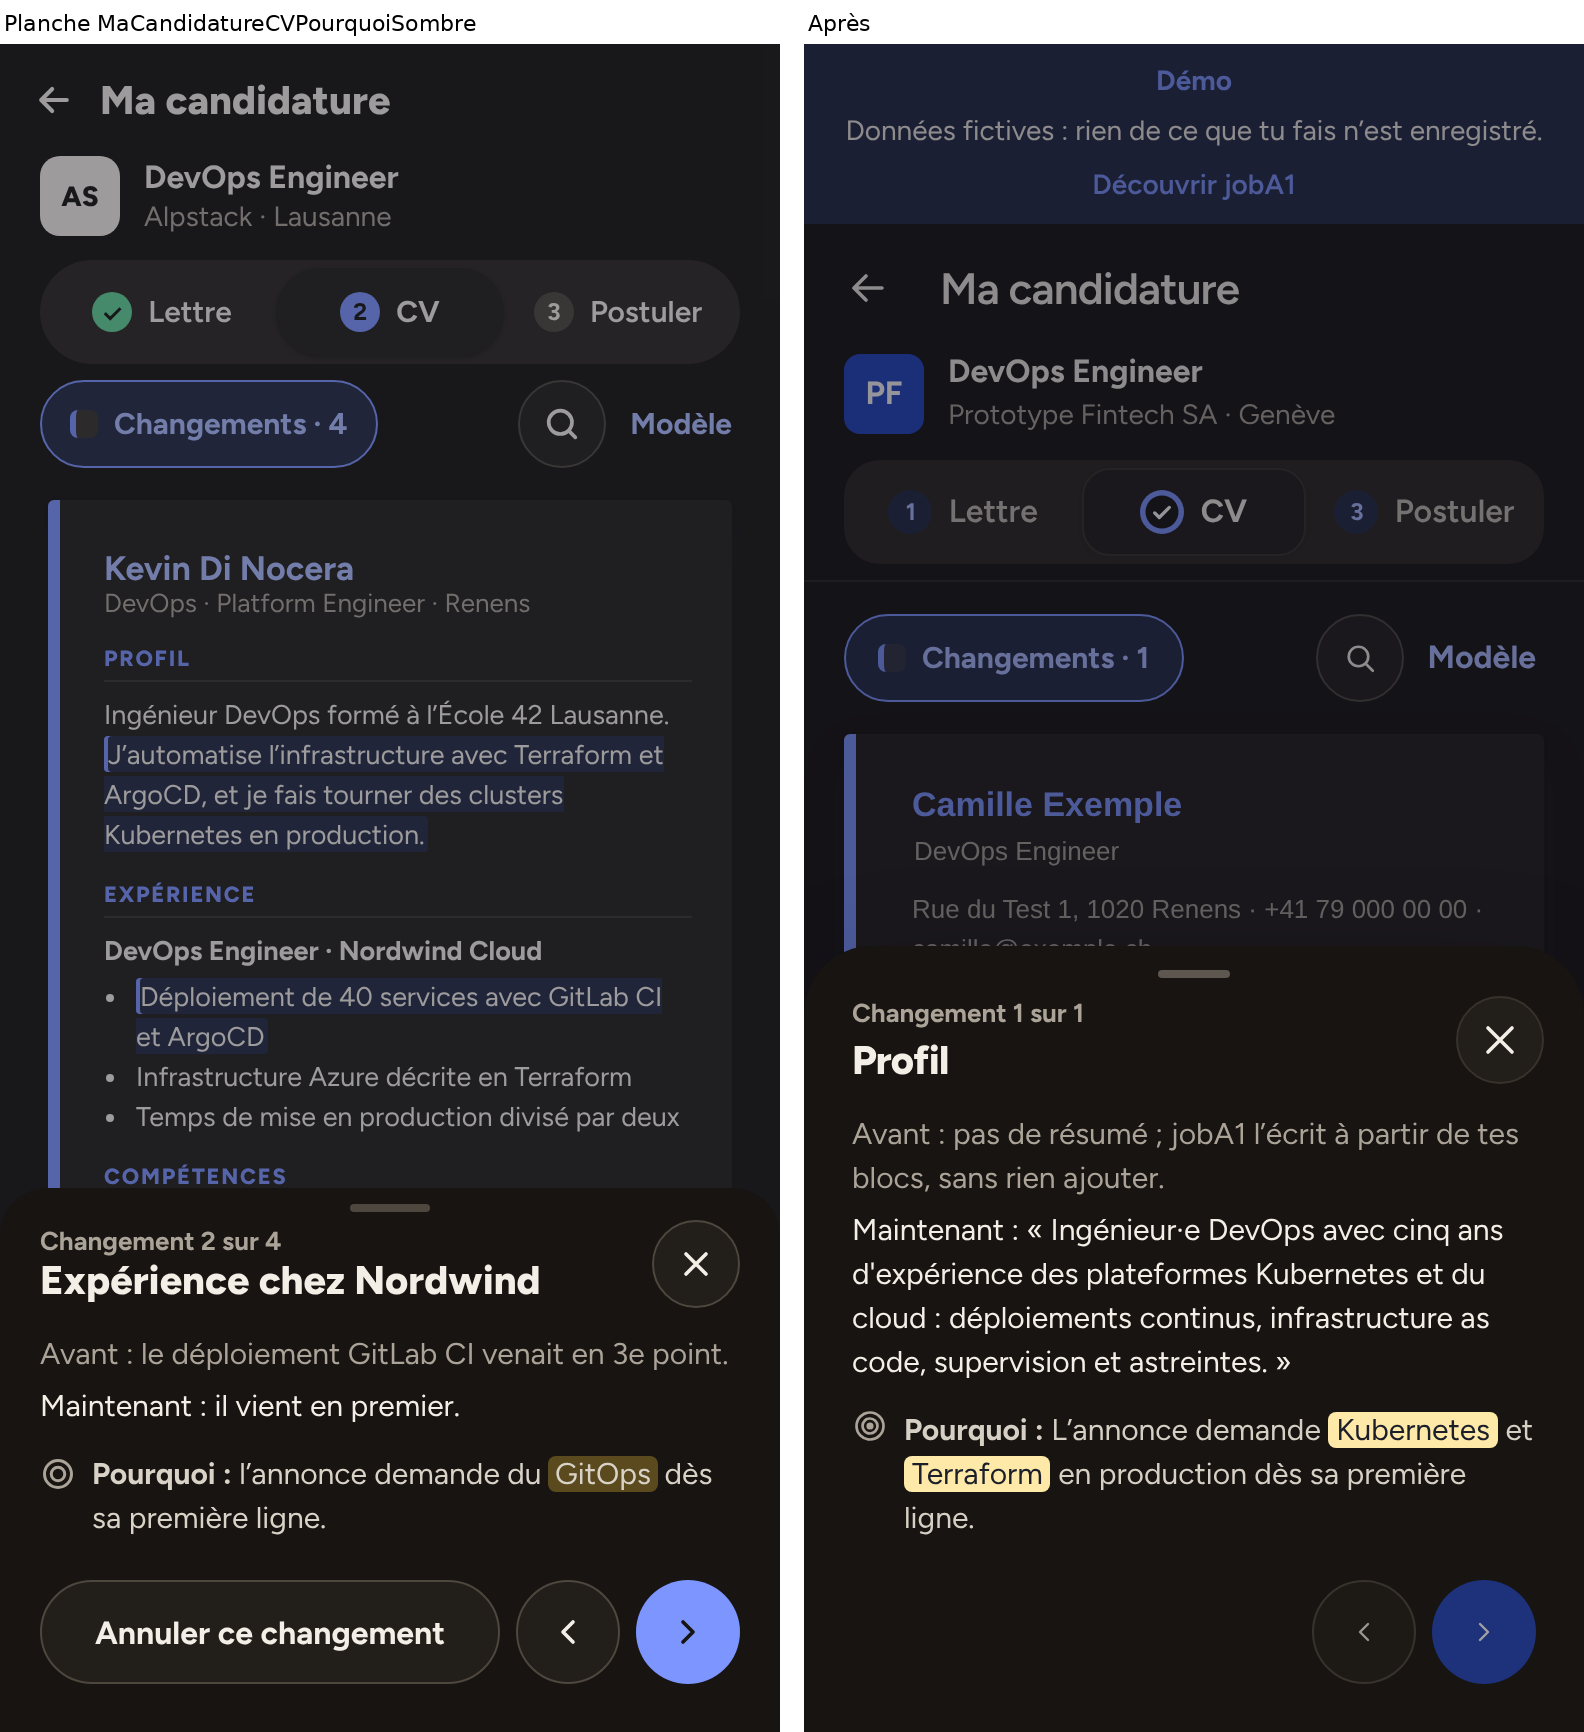 Planche MaCandidatureCVPourquoiSombre
Ma candidature
AS
DevOps Engineer
Alpstack · Lausanne
Lettre
2 CV
3 Postuler
Changements · 4
Modèle
Kevin Di Nocera
DevOps · Platform Engineer · Renens
PROFIL
Ingénieur DevOps formé à l’École 42 Lausanne.
J’automatise l’infrastructure avec Terraform et
ArgoCD, et je fais tourner des clusters
Kubernetes en production.
EXPÉRIENCE
DevOps Engineer · Nordwind Cloud
• Déploiement de 40 services avec GitLab CI
et ArgoCD
• Infrastructure Azure décrite en Terraform
• Temps de mise en production divisé par deux
COMPÉTENCES
Changement 2 sur 4
Expérience chez Nordwind
Avant : le déploiement GitLab CI venait en 3e point.
Maintenant : il vient en premier.
Pourquoi : l’annonce demande du GitOps dès
sa première ligne.
Annuler ce changement
Après
Démo
Données fictives : rien de ce que tu fais n’est enregistré.
Découvrir jobA1
Ma candidature
PF
DevOps Engineer
Prototype Fintech SA · Genève
1 Lettre
CV
3 Postuler
Changements · 1
Modèle
Camille Exemple
DevOps Engineer
Rue du Test 1, 1020 Renens · +41 79 000 00 00 ·
Changement 1 sur 1
Profil
Avant : pas de résumé ; jobA1 l’écrit à partir de tes
blocs, sans rien ajouter.
Maintenant : « Ingénieur·e DevOps avec cinq ans
d'expérience des plateformes Kubernetes et du
cloud : déploiements continus, infrastructure as
code, supervision et astreintes. »
Pourquoi : L’annonce demande Kubernetes et
Terraform en production dès sa première
ligne.